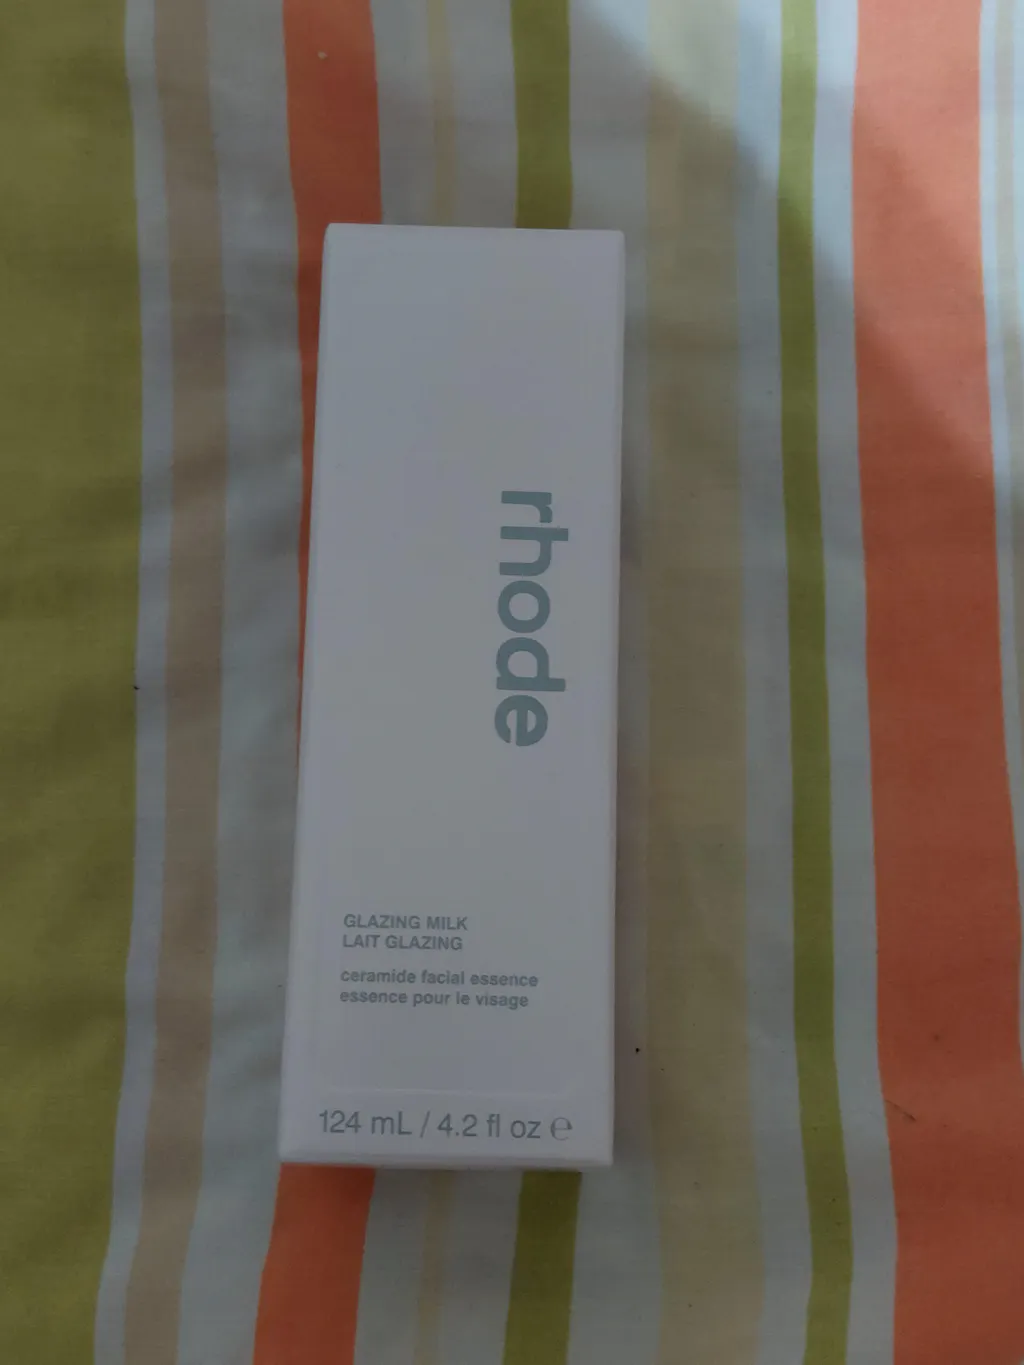 rhode
GLAZING MILK
LAIT GLAZING
ceramide facial essence
essence pour le visage
124 mL / 4.2 fl oz ℮